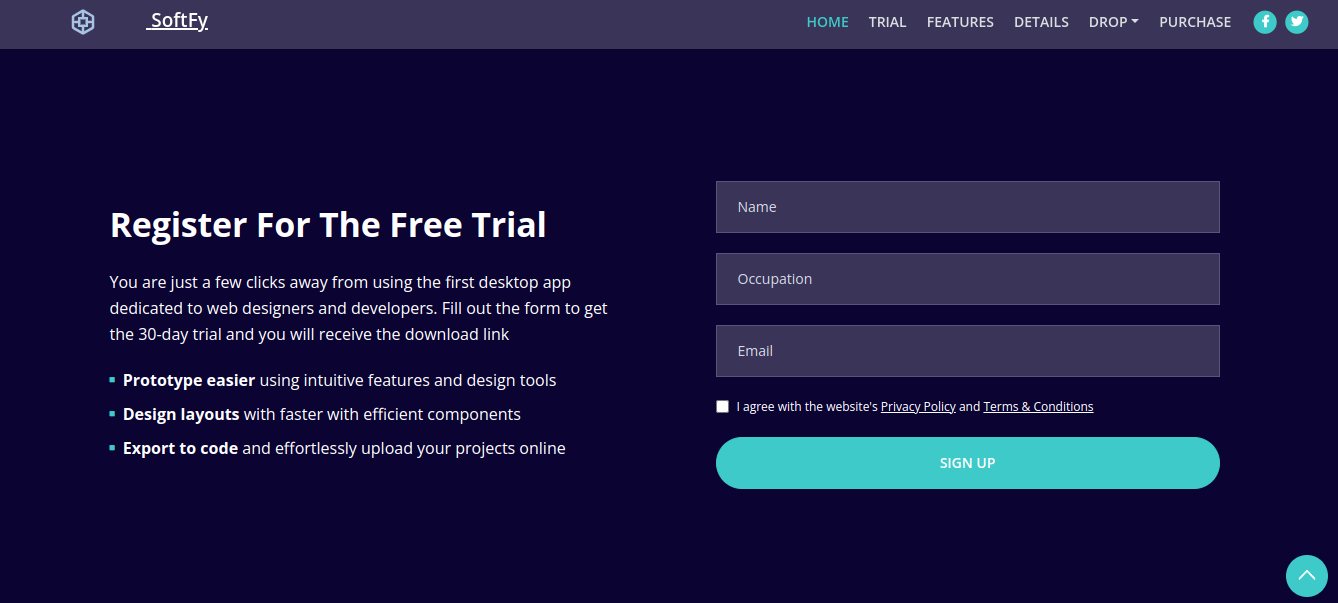 SoftFy
HOME TRIAL FEATURES DETAILS DROP PURCHASE
Register For The Free Trial
You are just a few clicks away from using the first desktop app
dedicated to web designers and developers. Fill out the form to get
the 30-day trial and you will receive the download link
Prototype easier using intuitive features and design tools
Design layouts with faster with efficient components
Export to code and effortlessly upload your projects online
Name
Occupation
Email
I agree with the website's Privacy Policy and Terms & Conditions
SIGN UP